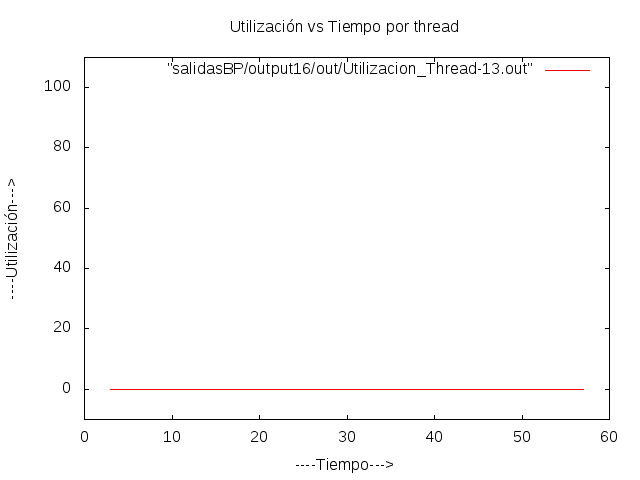 Utilización vs Tiempo por thread
"salidasBP/output16/out/Utilizacion_Thread-13.out"
100
80
60
40
20
0
----Utilización--->
0 10 20 30 40 50 60
----Tiempo--->